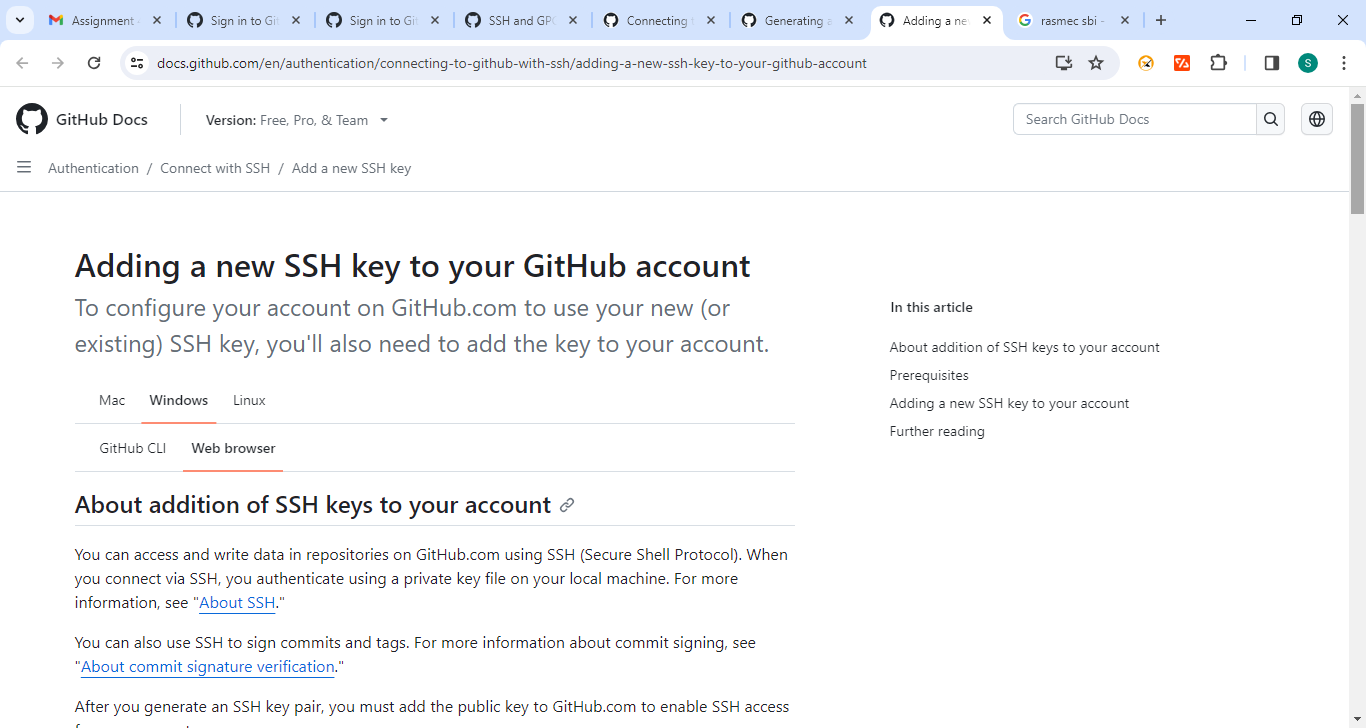 Assignment -
Sign in to Git
Sign in to Git
SSH and GPG
Connecting t
Generating a
Adding a new
rasmec sbi -
docs.github.com/en/authentication/connecting-to-github-with-ssh/adding-a-new-ssh-key-to-your-github-account
S
GitHub Docs
Version: Free, Pro, & Team
Search GitHub Docs
Authentication / Connect with SSH / Add a new SSH key
Adding a new SSH key to your GitHub account
To configure your account on GitHub.com to use your new (or
existing) SSH key, you'll also need to add the key to your account.
Mac Windows Linux
GitHub CLI Web browser
About addition of SSH keys to your account
You can access and write data in repositories on GitHub.com using SSH (Secure Shell Protocol). When
you connect via SSH, you authenticate using a private key file on your local machine. For more
information, see "About SSH."
You can also use SSH to sign commits and tags. For more information about commit signing, see
"About commit signature verification."
After you generate an SSH key pair, you must add the public key to GitHub.com to enable SSH access
In this article
About addition of SSH keys to your account
Prerequisites
Adding a new SSH key to your account
Further reading